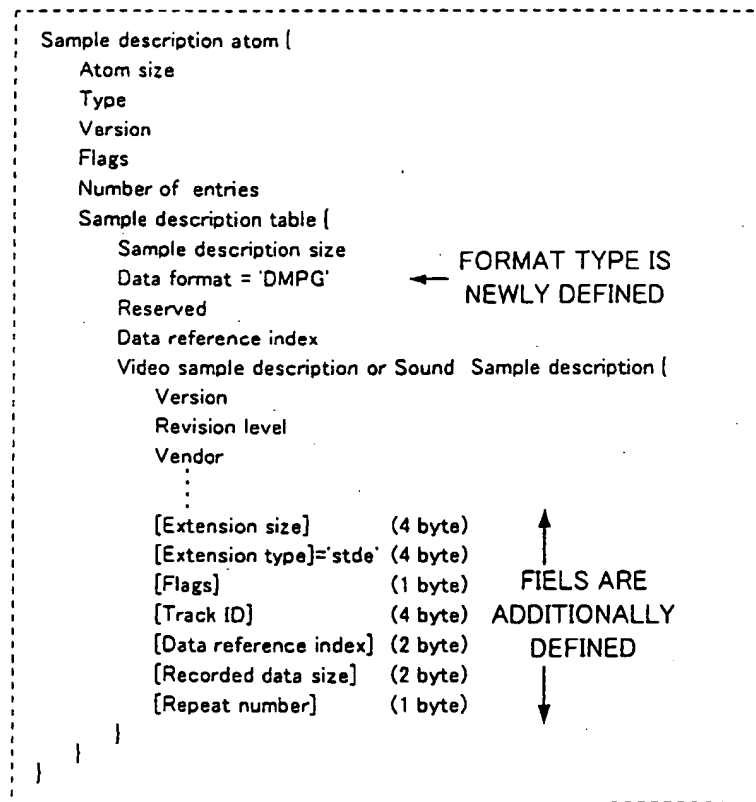 Sample description atom {
Atom size
Type
Version
Flags
Number of entries
Sample description table {
Sample description size
Data format = 'DMPG'
FORMAT TYPE IS
NEWLY DEFINED
Reserved
Data reference index
Video sample description or Sound Sample description {
Version
Revision level
Vendor
[Extension size] (4 byte)
[Extension type]='stde' (4 byte)
[Flags] (1 byte)
[Track ID] (4 byte)
[Data reference index] (2 byte)
[Recorded data size] (2 byte)
[Repeat number] (1 byte)
FIELS ARE
ADDITIONALLY
DEFINED
}
}
}